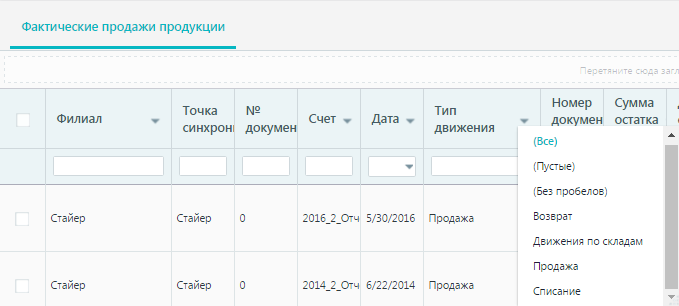 Фактические продажи продукции
Перетяните сюда загл
Филиал
Точка
синхрони
№
докумен
Счет
Дата
Тип
движения
Номер
докумен
Сумма
остатка
(Все)
(Пустые)
(Без пробелов)
Возврат
Движения по складам
Продажа
Списание
Стайер Стайер 0 2016_2_Отч 5/30/2016 Продажа
Стайер Стайер 0 2014_2_Отч 6/22/2014 Продажа